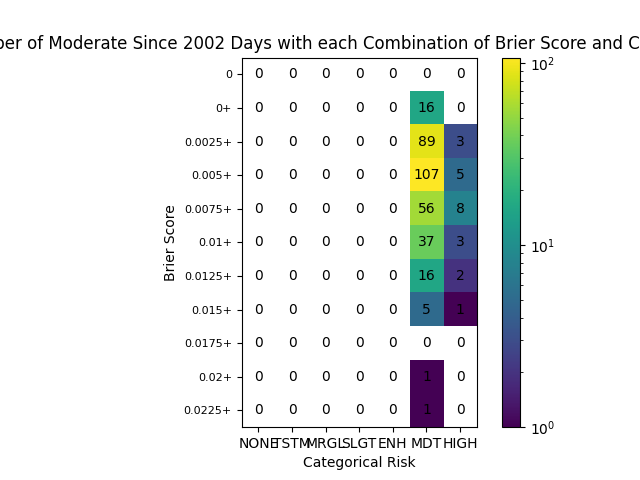 of Moderate Since 2002 Days with each Combination of Brier Score and
0 0 0 0 0 0 0 0
0+ 0 0 0 0 0 16 0
0.0025+ 0 0 0 0 0 89 3
0.005+ 0 0 0 0 0 107 5
0.0075+ 0 0 0 0 0 56 8
0.01+ 0 0 0 0 0 37 3
0.0125+ 0 0 0 0 0 16 2
0.015+ 0 0 0 0 0 5 1
0.0175+ 0 0 0 0 0 0 0
0.02+ 0 0 0 0 0 1 0
0.0225+ 0 0 0 0 0 1 0
NONE TSTM MRGL SLGT ENH MDT HIGH
Categorical Risk
Brier Score
10²
10¹
10⁰